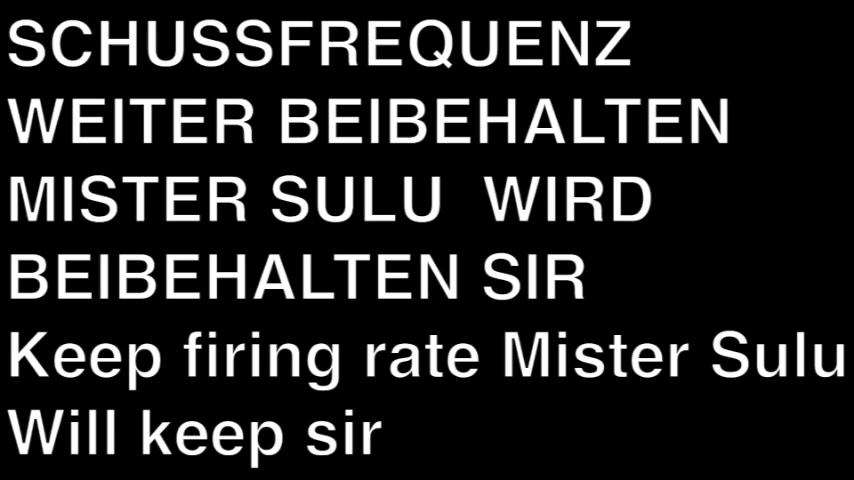 SCHUSSFREQUENZ
WEITER BEIBEHALTEN
MISTER SULU  WIRD
BEIBEHALTEN SIR
Keep firing rate Mister Sulu
Will keep sir